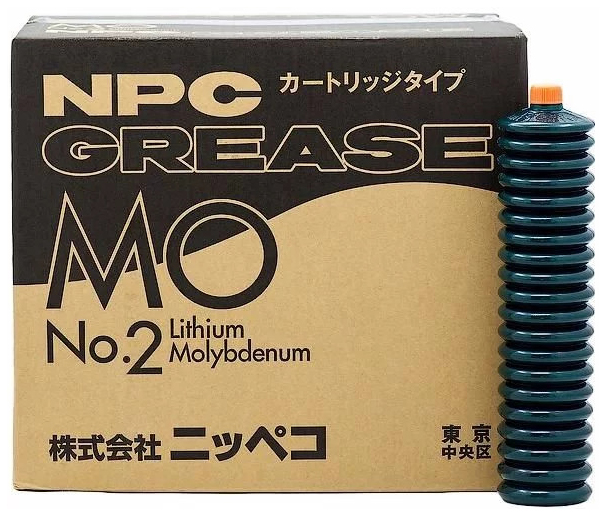 NPC カートリッジタイプ
GREASE
MO
No.2 Lithium
Molybdenum
株式会社 ニッペコ
東京
中央区